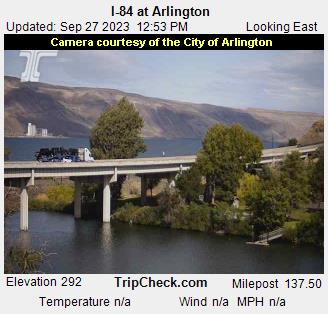 I-84 at Arlington
Updated: Sep 27 2023 12:53 PM Looking East
Camera courtesy of the City of Arlington
Elevation 292 TripCheck.com Milepost 137.50
Temperature n/a Wind n/a MPH n/a